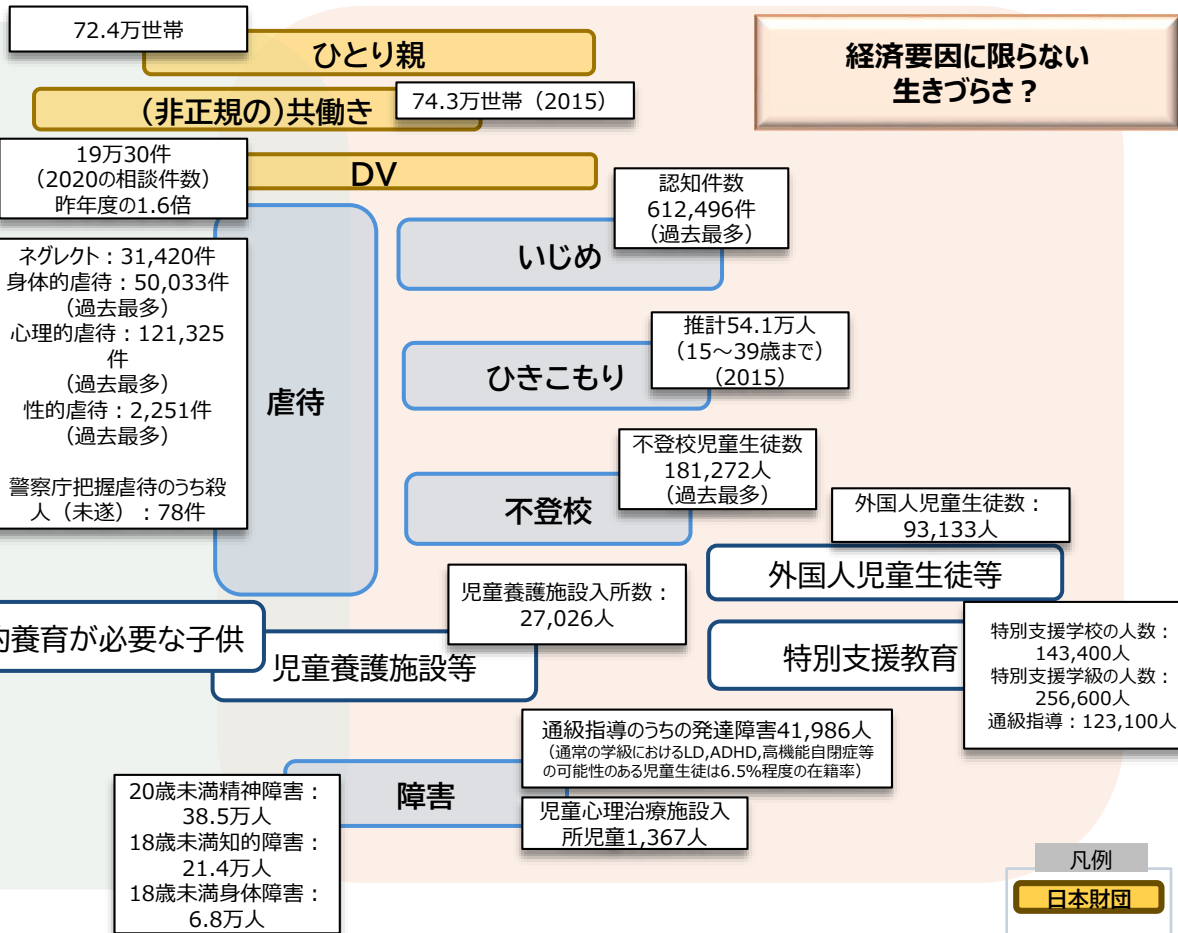 72.4万世帯
ひとり親
経済要因に限らない
生きづらさ？
（非正規の）共働き
74.3万世帯（2015）
19万30件
（2020の相談件数）
昨年度の1.6倍
DV
認知件数
612,496件
（過去最多）
いじめ
ネグレクト：31,420件
身体的虐待：50,033件
（過去最多）
心理的虐待：121,325
件
（過去最多）
性的虐待：2,251件
（過去最多）
警察庁把握虐待のうち殺
人（未遂）：78件
虐待
推計54.1万人
（15～39歳まで）
（2015）
ひきこもり
不登校児童生徒数
181,272人
（過去最多）
不登校
外国人児童生徒数：
93,133人
外国人児童生徒等
児童養護施設入所数：
27,026人
的養育が必要な子供
児童養護施設等
特別支援教育
特別支援学校の人数：
143,400人
特別支援学級の人数：
256,600人
通級指導：123,100人
通級指導のうちの発達障害41,986人
（通常の学級におけるLD,ADHD,高機能自閉症等
の可能性のある児童生徒は6.5%程度の在籍率）
障害
児童心理治療施設入
所児童1,367人
20歳未満精神障害：
38.5万人
18歳未満知的障害：
21.4万人
18歳未満身体障害：
6.8万人
凡例
日本財団